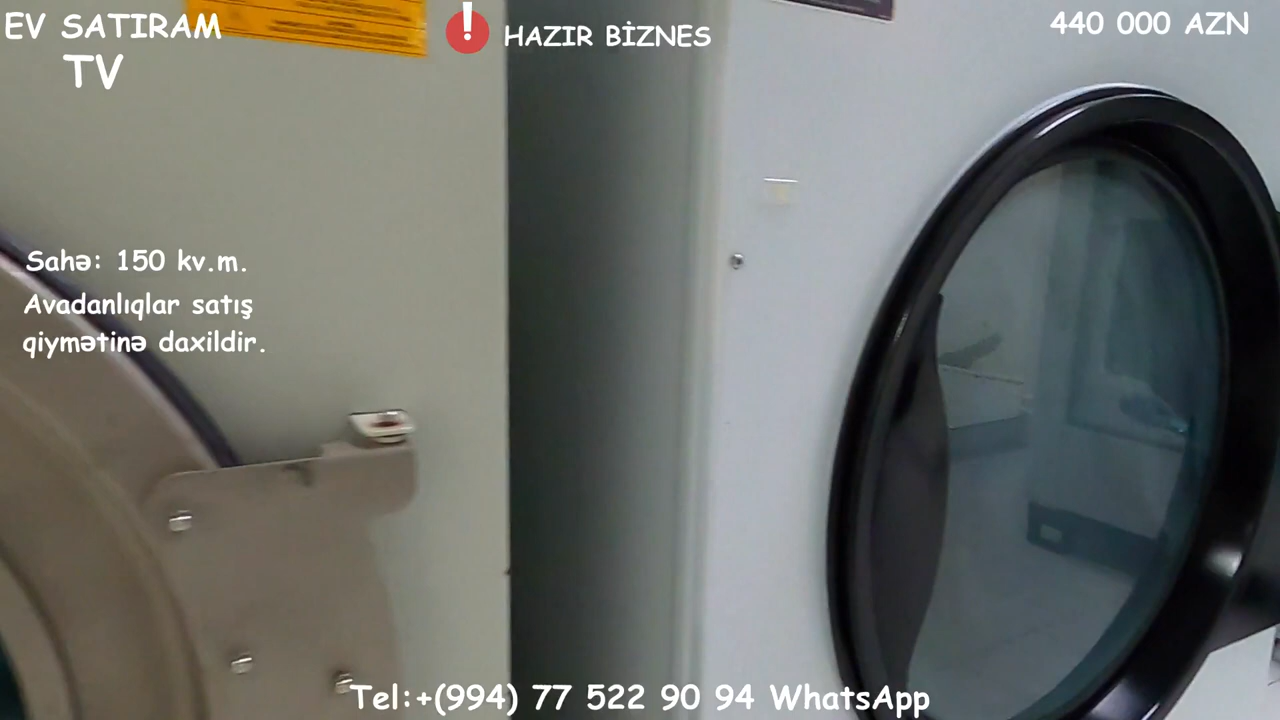 EV SATIRAM
TV
HAZIR BİZNES
440 000 AZN
Sahə: 150 kv.m.
Avadanlıqlar satış
qiymətinə daxildir.
Tel:+(994) 77 522 90 94 WhatsApp